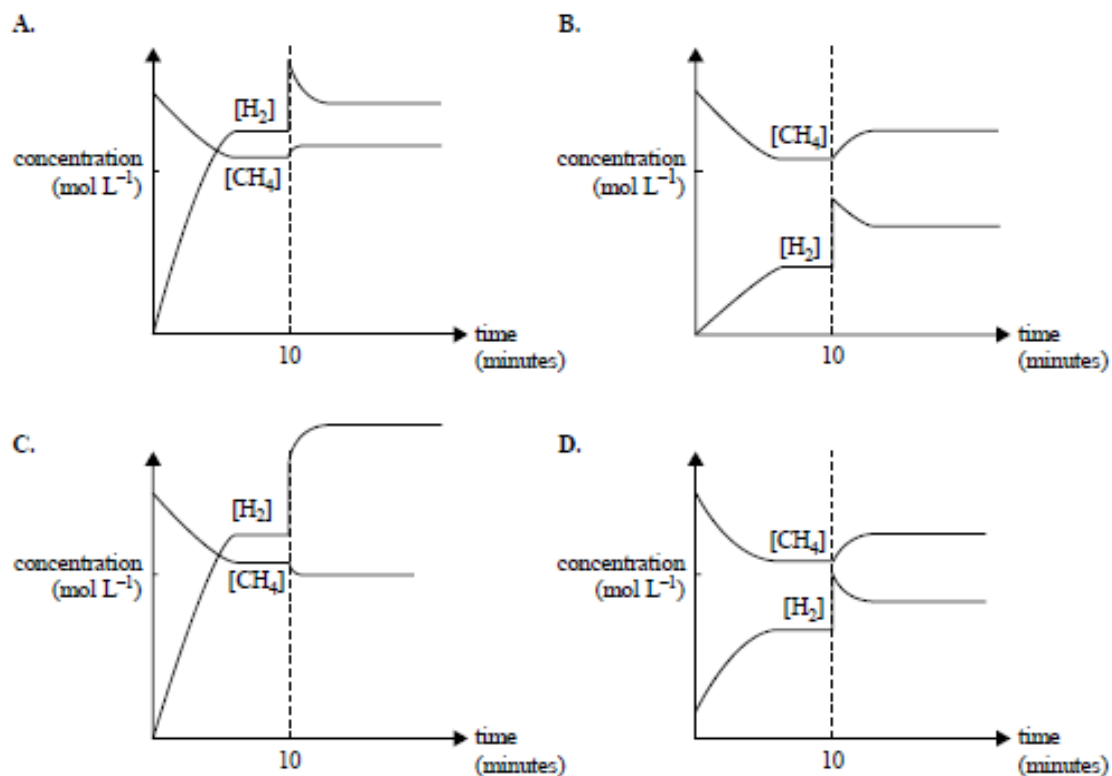 A.
[H₂]
concentration
(mol L⁻¹)
[CH₄]
time
10
(minutes)
B.
[CH₄]
concentration
(mol L⁻¹)
[H₂]
time
10
(minutes)
C.
[H₂]
concentration
(mol L⁻¹)
[CH₄]
time
10
(minutes)
D.
[CH₄]
concentration
(mol L⁻¹)
[H₂]
time
10
(minutes)